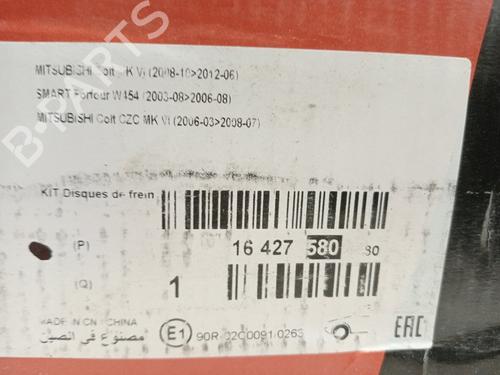 MITSUBISHI Colt MK VI (2008-10>2012-06)
SMART Forfour W454 (2003-08>2006-08)
MITSUBISHI Colt CZC MK VI (2006-03>2008-07)
KIT Disques de frein
(P) 16 427 580 80
(Q) 1
MADE IN CN / CHINA
مصنوع في الصين
E1 90R-02C0091/0263
EAC
B-PARTS